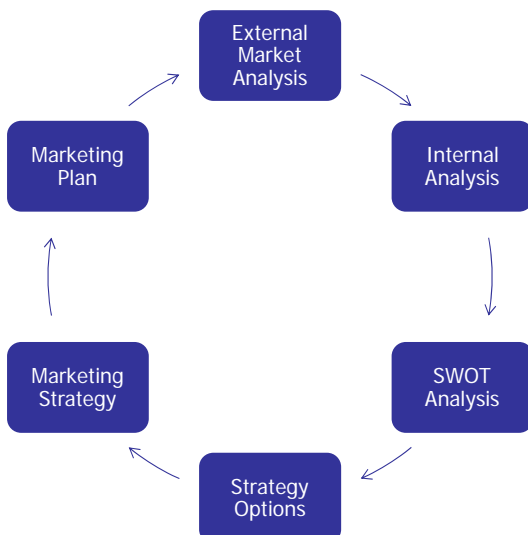 External
Market
Analysis
Internal
Analysis
SWOT
Analysis
Strategy
Options
Marketing
Strategy
Marketing
Plan